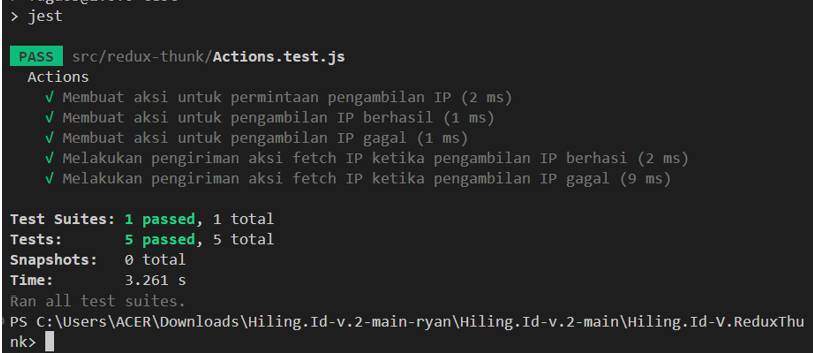 > jest
PASS src/redux-thunk/Actions.test.js
Actions
√ Membuat aksi untuk permintaan pengambilan IP (2 ms)
√ Membuat aksi untuk pengambilan IP berhasil (1 ms)
√ Membuat aksi untuk pengambilan IP gagal (1 ms)
√ Melakukan pengiriman aksi fetch IP ketika pengambilan IP berhasi (2 ms)
√ Melakukan pengiriman aksi fetch IP ketika pengambilan IP gagal (9 ms)
Test Suites: 1 passed, 1 total
Tests: 5 passed, 5 total
Snapshots: 0 total
Time: 3.261 s
Ran all test suites.
PS C:\Users\ACER\Downloads\Hiling.Id-v.2-main-ryan\Hiling.Id-v.2-main\Hiling.Id-V.ReduxThu
nk>